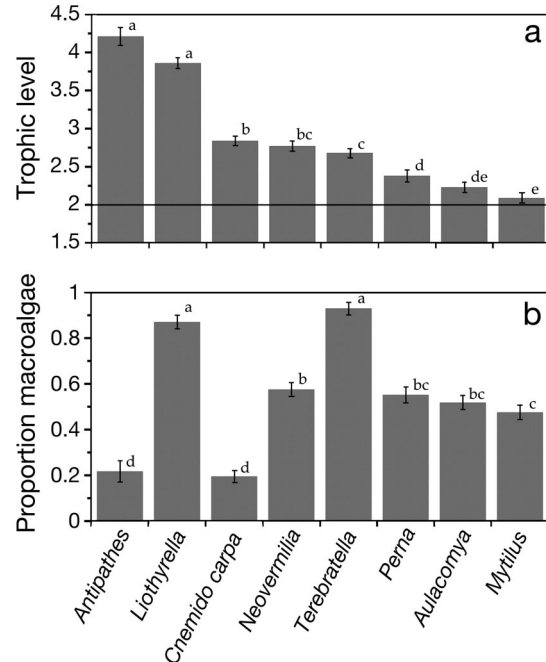 4.5
a
a
4
a
3.5
3
b
bc
c
2.5
d
de
e
2
1.5
Trophic level
1
b
a
a
0.8
0.6
b
bc
bc
c
0.4
d
d
0.2
0
Proportion macroalgae
Antipathes
Liothyrella
Cnemido carpa
Neovermilia
Terebratella
Perna
Aulacomya
Mytilus